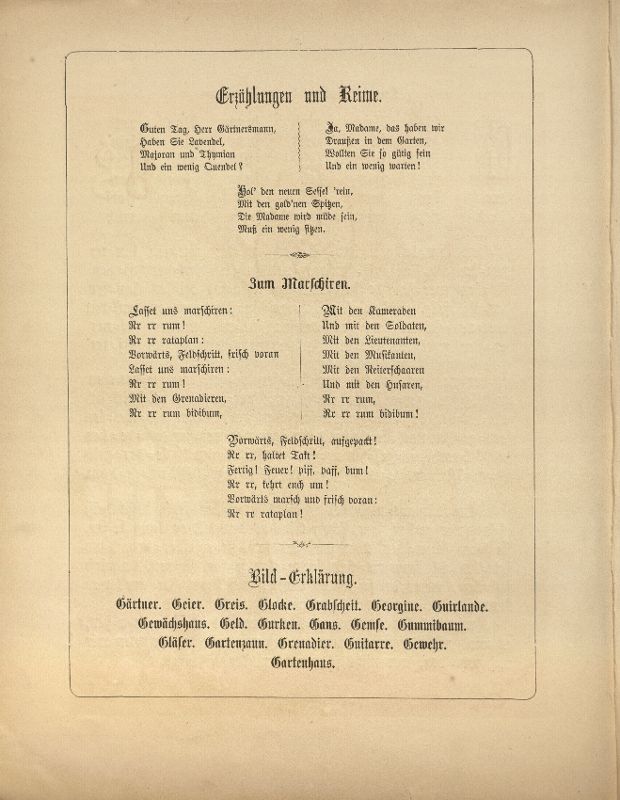 Erzählungen und Reime.
Guten Tag, Herr Gärtnersmann,
Haben Sie Lavendel,
Majoran und Thymian
Und ein wenig Quendel?
Ja, Madame, das haben wir
Draußen in dem Garten,
Wollten Sie so gütig sein
Und ein wenig warten!
Hol' den neuen Sessel 'rein,
Mit den gold'nen Spitzen,
Die Madame wird müde sein,
Muß ein wenig sitzen.
Zum Marschiren.
Lasset uns marschiren:
Rr rr rum!
Rr rr rataplan:
Vorwärts, Feldschritt, frisch voran
Lasset uns marschiren:
Rr rr rum!
Mit den Grenadieren,
Rr rr rum bidibum,
Mit den Kameraden
Und mit den Soldaten,
Mit den Lieutenanten,
Mit den Musikanten,
Mit den Reiterschaaren
Und mit den Husaren,
Rr rr rum,
Rr rr rum bidibum!
Vorwärts, Feldschritt, aufgepackt!
Rr rr, haltet Takt!
Fertig! Feuer! piff, paff, bum!
Rr rr, kehrt euch um!
Vorwärts marsch und frisch voran:
Rr rr rataplan!
Bild-Erklärung.
Gärtner. Geier. Greis. Glocke. Grabscheit. Georgine. Guirlande.
Gewächshaus. Geld. Gurken. Gans. Gemse. Gummibaum.
Gläser. Gartenzaun. Grenadier. Guitarre. Gewehr.
Gartenhaus.